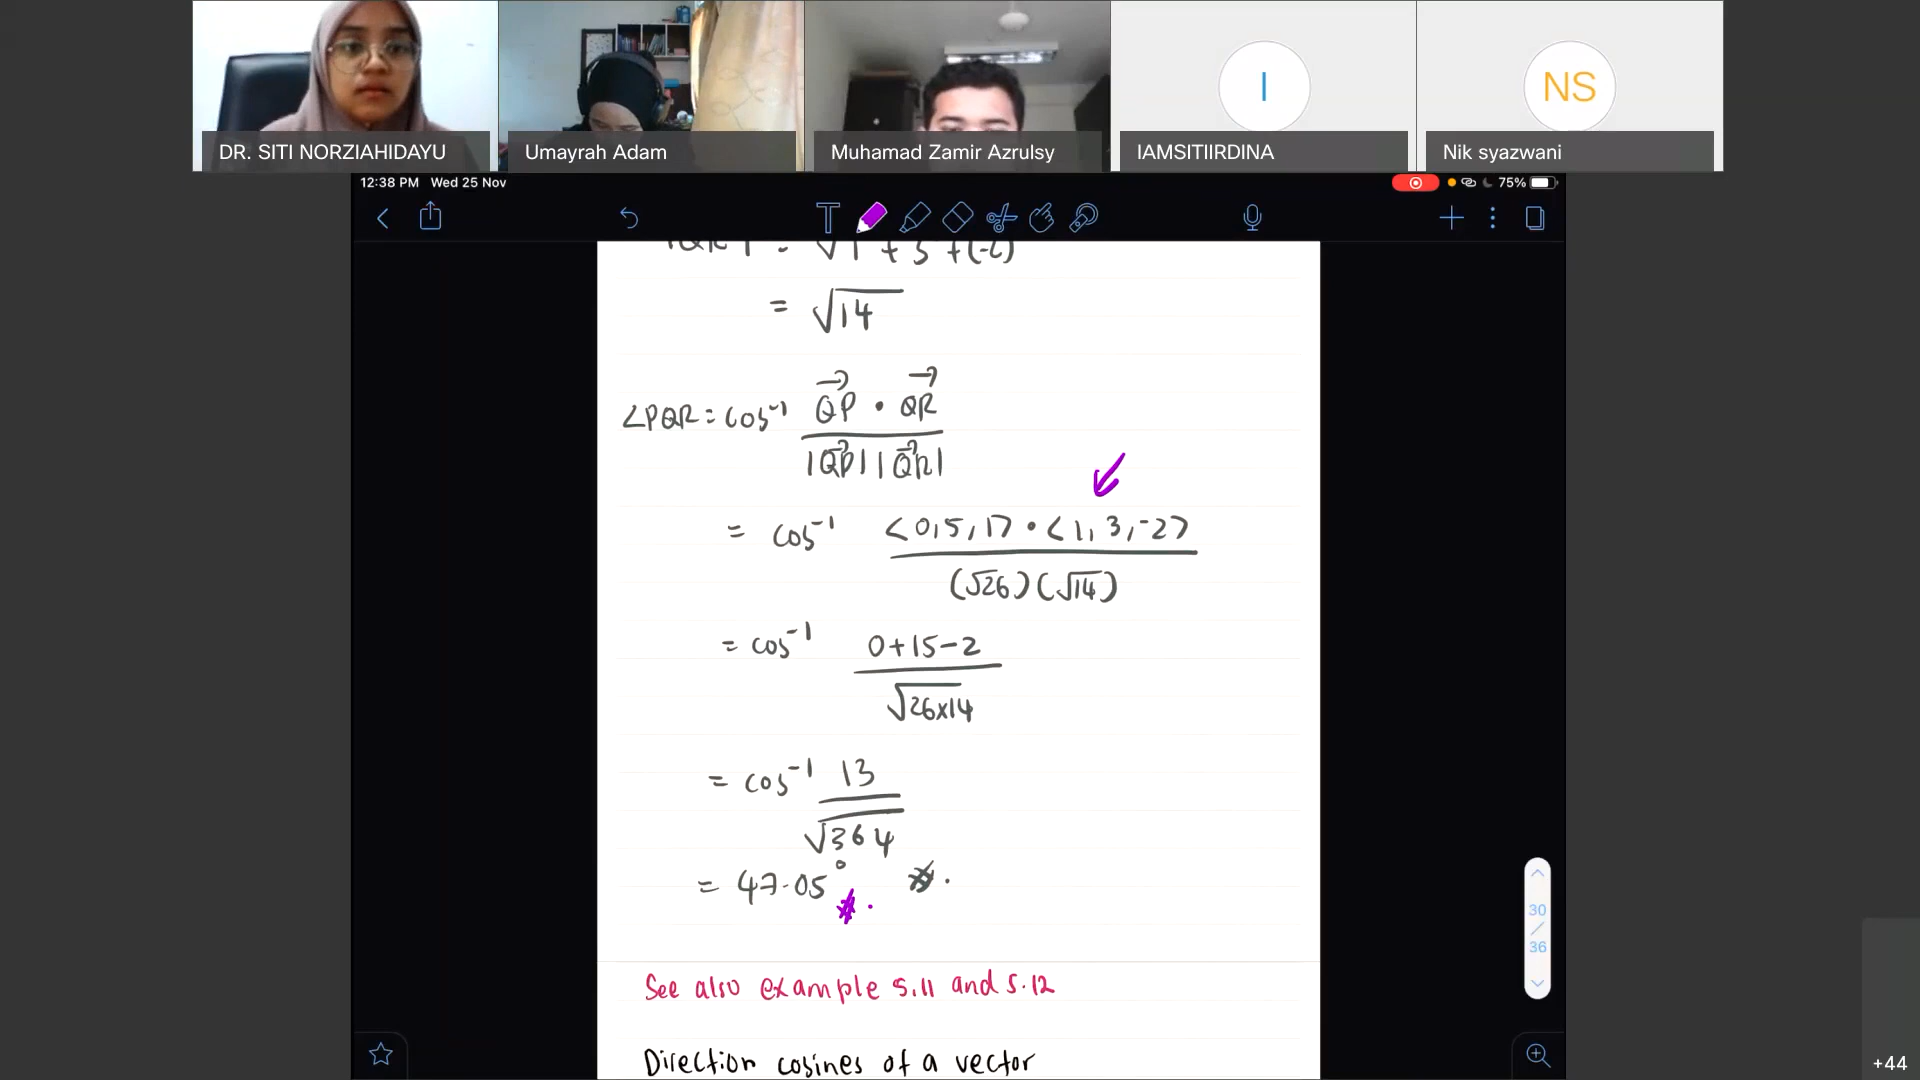 DR. SITI NORZIAHIDAYU
Umayrah Adam
Muhamad Zamir Azrulsy
I
IAMSITIIRDINA
NS
Nik syazwani
12:38 PM Wed 25 Nov
75%
= √14
∠PQR = cos⁻¹ QP→ • QR→
|QP→| |QR→|
= cos⁻¹ <0,5,1> • <1,3,-2>
(√26)(√14)
= cos⁻¹ 0+15-2
√26x14
= cos⁻¹ 13
√364
= 47.05°
See also example 5.11 and 5.12
Direction cosines of a vector
30
/
36
+44